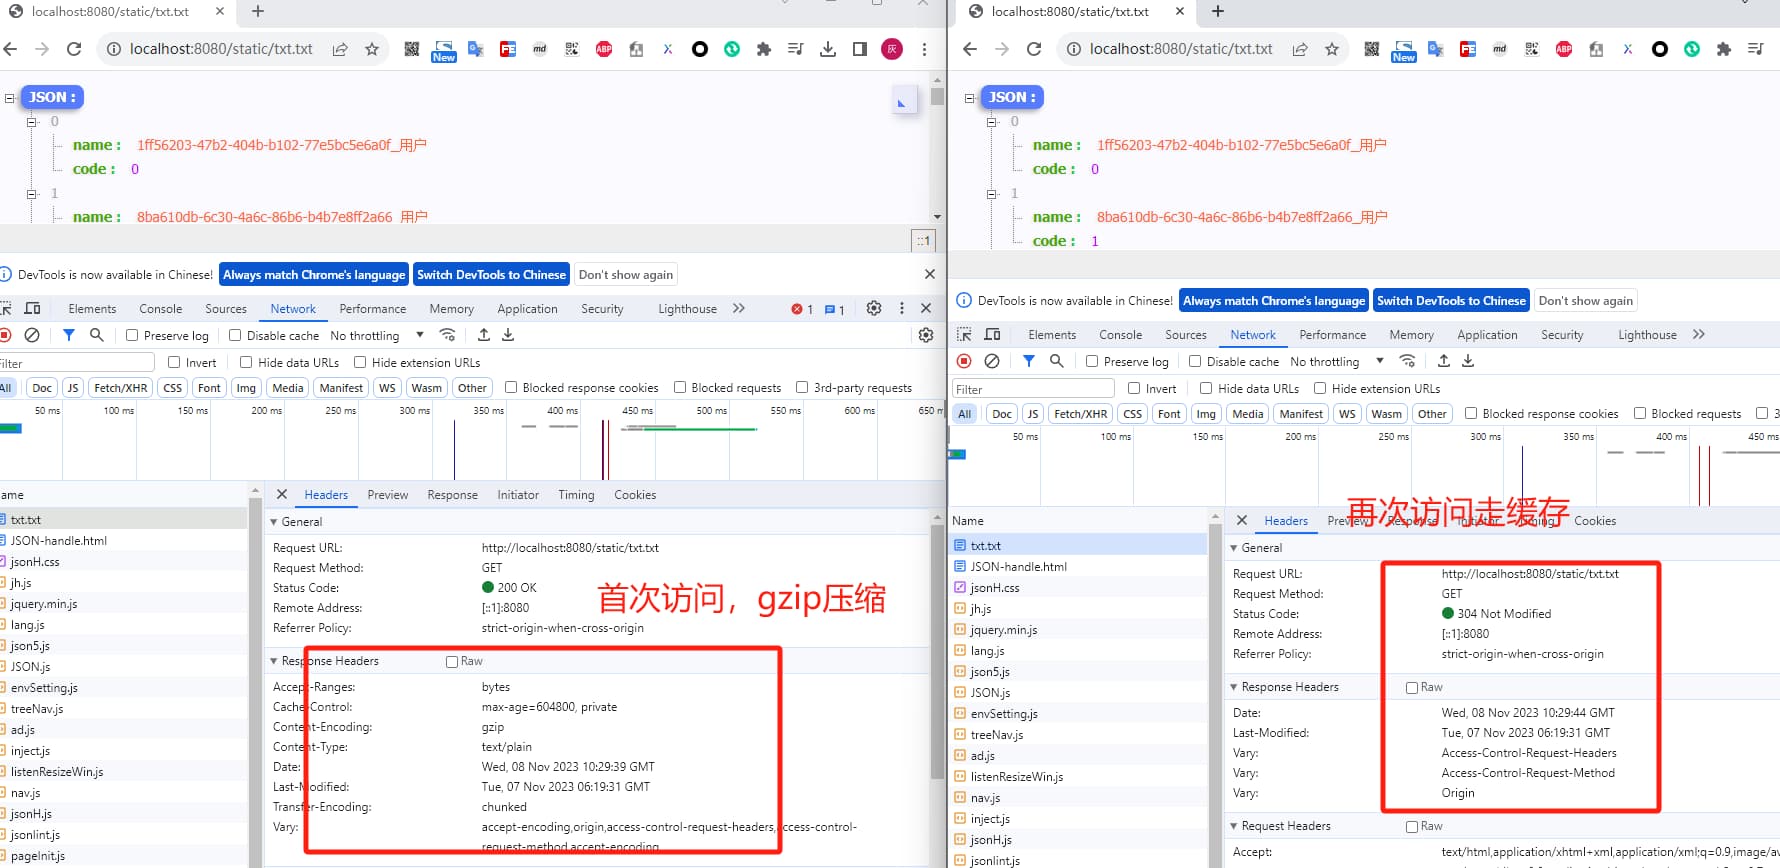 localhost:8080/static/txt.txt
localhost:8080/static/txt.txt
New
FE
md
ABP
灰
JSON :
0
name : 1ff56203-47b2-404b-b102-77e5bc5e6a0f_用户
code : 0
1
name : 8ba610db-6c30-4a6c-86b6-b4b7e8ff2a66_用户
::1
DevTools is now available in Chinese!
Always match Chrome's language
Switch DevTools to Chinese
Don't show again
Elements Console Sources Network Performance Memory Application Security Lighthouse
1 1
Preserve log Disable cache No throttling
Filter Invert Hide data URLs Hide extension URLs
All Doc JS Fetch/XHR CSS Font Img Media Manifest WS Wasm Other Blocked response cookies Blocked requests 3rd-party requests
50 ms 100 ms 150 ms 200 ms 250 ms 300 ms 350 ms 400 ms 450 ms 500 ms 550 ms 600 ms 650 m
ame
txt.txt
JSON-handle.html
jsonH.css
jh.js
jquery.min.js
lang.js
json5.js
JSON.js
envSetting.js
treeNav.js
ad.js
inject.js
listenResizeWin.js
nav.js
jsonH.js
jsonlint.js
pageInit.js
Headers Preview Response Initiator Timing Cookies
General
Request URL: http://localhost:8080/static/txt.txt
Request Method: GET
Status Code: 200 OK
Remote Address: [::1]:8080
Referrer Policy: strict-origin-when-cross-origin
首次访问，gzip压缩
Response Headers Raw
Accept-Ranges: bytes
Cache-Control: max-age=604800, private
Content-Encoding: gzip
Content-Type: text/plain
Date: Wed, 08 Nov 2023 10:29:39 GMT
Last-Modified: Tue, 07 Nov 2023 06:19:31 GMT
Transfer-Encoding: chunked
Vary: accept-encoding,origin,access-control-request-headers,access-control-
request-method,accept-encoding
localhost:8080/static/txt.txt
localhost:8080/static/txt.txt
New
FE
md
ABP
JSON :
0
name : 1ff56203-47b2-404b-b102-77e5bc5e6a0f_用户
code : 0
1
name : 8ba610db-6c30-4a6c-86b6-b4b7e8ff2a66_用户
code : 1
DevTools is now available in Chinese!
Always match Chrome's language
Switch DevTools to Chinese
Don't show again
Elements Console Sources Network Performance Memory Application Security Lighthouse
Preserve log Disable cache No throttling
Filter Invert Hide data URLs Hide extension URLs
All Doc JS Fetch/XHR CSS Font Img Media Manifest WS Wasm Other Blocked response cookies Blocked requests 3
50 ms 100 ms 150 ms 200 ms 250 ms 300 ms 350 ms 400 ms 450 ms
再次访问走缓存
Name
txt.txt
JSON-handle.html
jsonH.css
jh.js
jquery.min.js
lang.js
json5.js
JSON.js
envSetting.js
treeNav.js
ad.js
listenResizeWin.js
nav.js
inject.js
jsonH.js
jsonlint.js
Headers Preview Response Initiator Timing Cookies
General
Request URL: http://localhost:8080/static/txt.txt
Request Method: GET
Status Code: 304 Not Modified
Remote Address: [::1]:8080
Referrer Policy: strict-origin-when-cross-origin
Response Headers Raw
Date: Wed, 08 Nov 2023 10:29:44 GMT
Last-Modified: Tue, 07 Nov 2023 06:19:31 GMT
Vary: Access-Control-Request-Headers
Vary: Access-Control-Request-Method
Vary: Origin
Request Headers Raw
Accept: text/html,application/xhtml+xml,application/xml;q=0.9,image/av